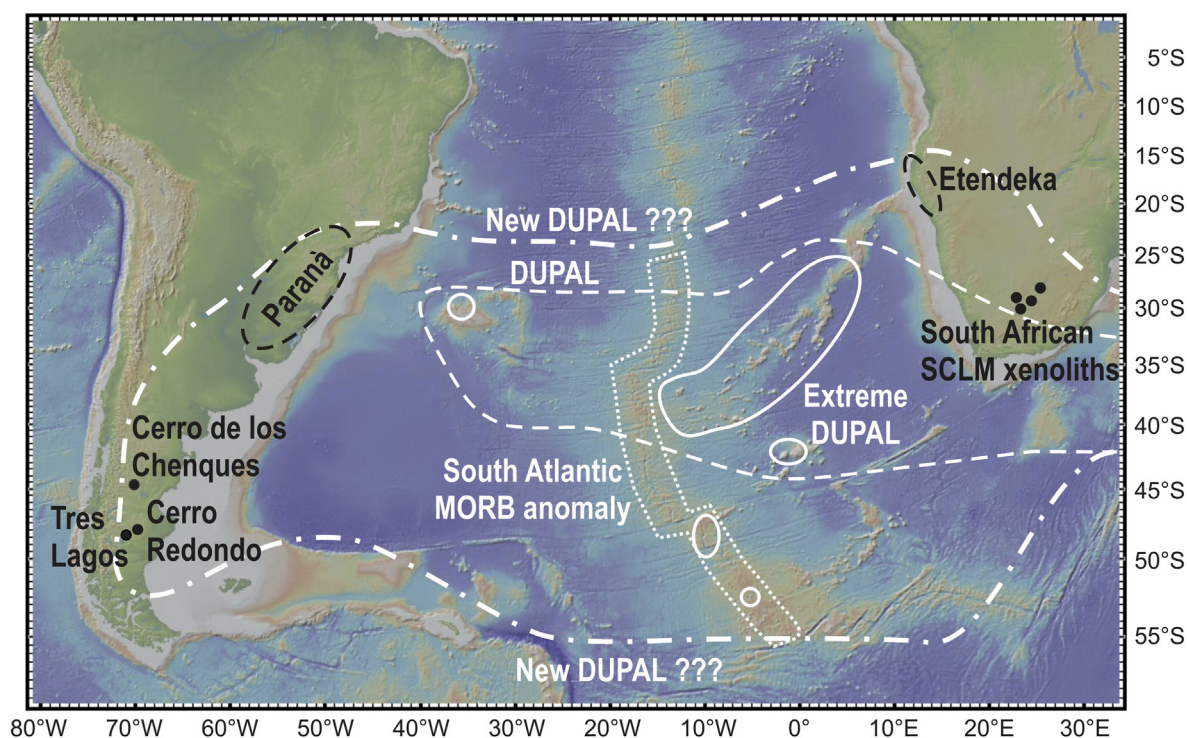 5°S
10°S
15°S
Etendeka
20°S
New DUPAL ???
25°S
DUPAL
Paranà
30°S
South African
SCLM xenoliths
35°S
Extreme
DUPAL
40°S
Cerro de los
Chenques
South Atlantic
MORB anomaly
45°S
Tres
Lagos
Cerro
Redondo
50°S
55°S
New DUPAL ???
80°W 70°W 60°W 50°W 40°W 30°W 20°W 10°W 0° 10°E 20°E 30°E